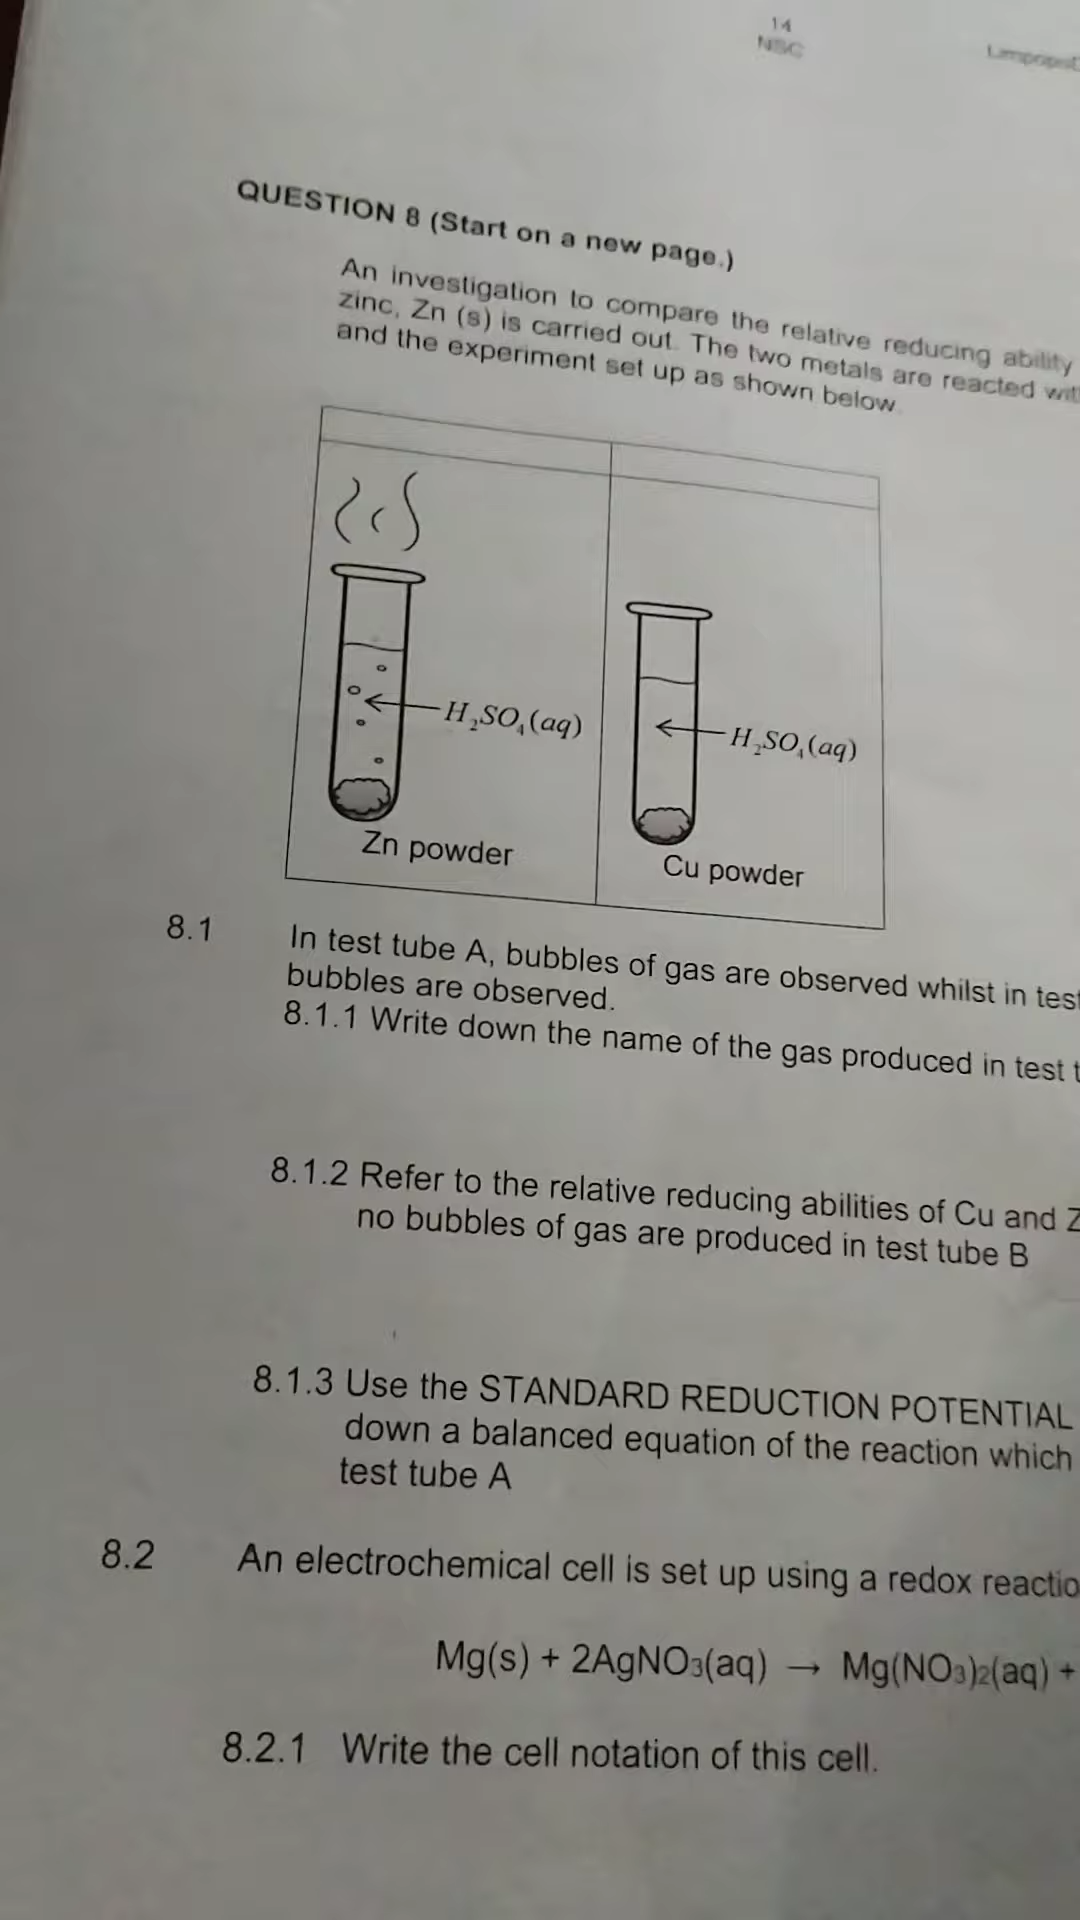 14
NSC
QUESTION 8 (Start on a new page.)
An investigation to compare the relative reducing ability
zinc, Zn (s) is carried out. The two metals are reacted with
and the experiment set up as shown below.
H₂SO₄(aq)
H₂SO₄(aq)
Zn powder
Cu powder
8.1 In test tube A, bubbles of gas are observed whilst in test
bubbles are observed.
8.1.1 Write down the name of the gas produced in test t
8.1.2 Refer to the relative reducing abilities of Cu and Z
no bubbles of gas are produced in test tube B
8.1.3 Use the STANDARD REDUCTION POTENTIAL
down a balanced equation of the reaction which
test tube A
8.2 An electrochemical cell is set up using a redox reactio
Mg(s) + 2AgNO₃(aq) → Mg(NO₃)₂(aq) +
8.2.1 Write the cell notation of this cell.